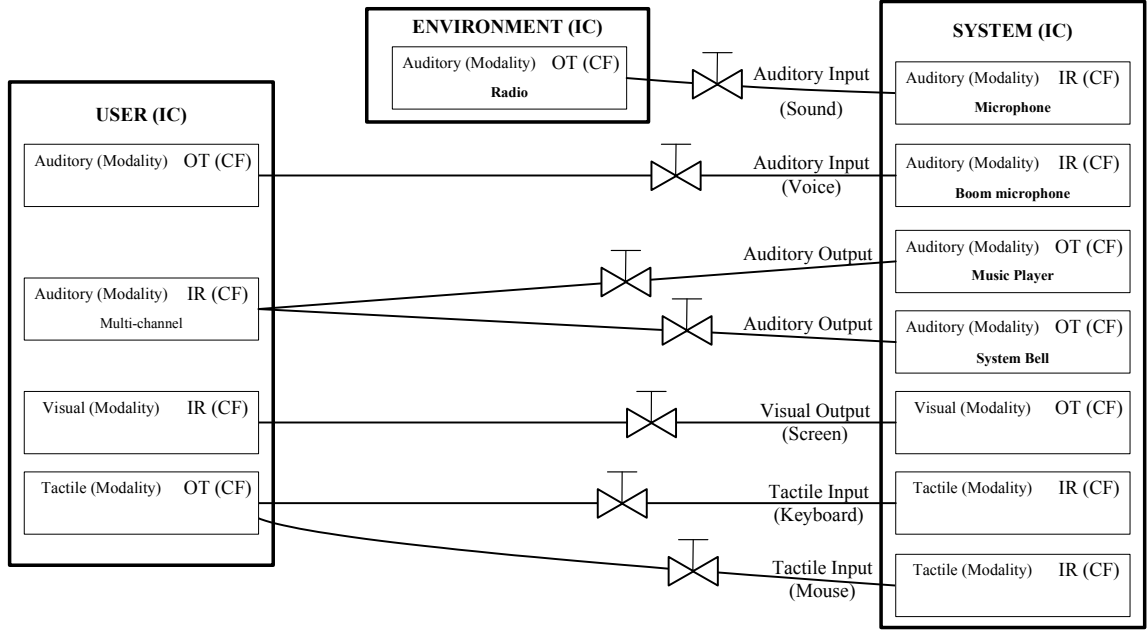 ENVIRONMENT (IC)
Auditory (Modality) OT (CF)
Radio
SYSTEM (IC)
Auditory Input
(Sound)
Auditory (Modality) IR (CF)
Microphone
USER (IC)
Auditory (Modality) OT (CF)
Auditory Input
(Voice)
Auditory (Modality) IR (CF)
Boom microphone
Auditory Output
Auditory (Modality) OT (CF)
Music Player
Auditory (Modality) IR (CF)
Multi-channel
Auditory Output
Auditory (Modality) OT (CF)
System Bell
Visual (Modality) IR (CF)
Visual Output
(Screen)
Visual (Modality) OT (CF)
Tactile (Modality) OT (CF)
Tactile Input
(Keyboard)
Tactile (Modality) IR (CF)
Tactile Input
(Mouse)
Tactile (Modality) IR (CF)